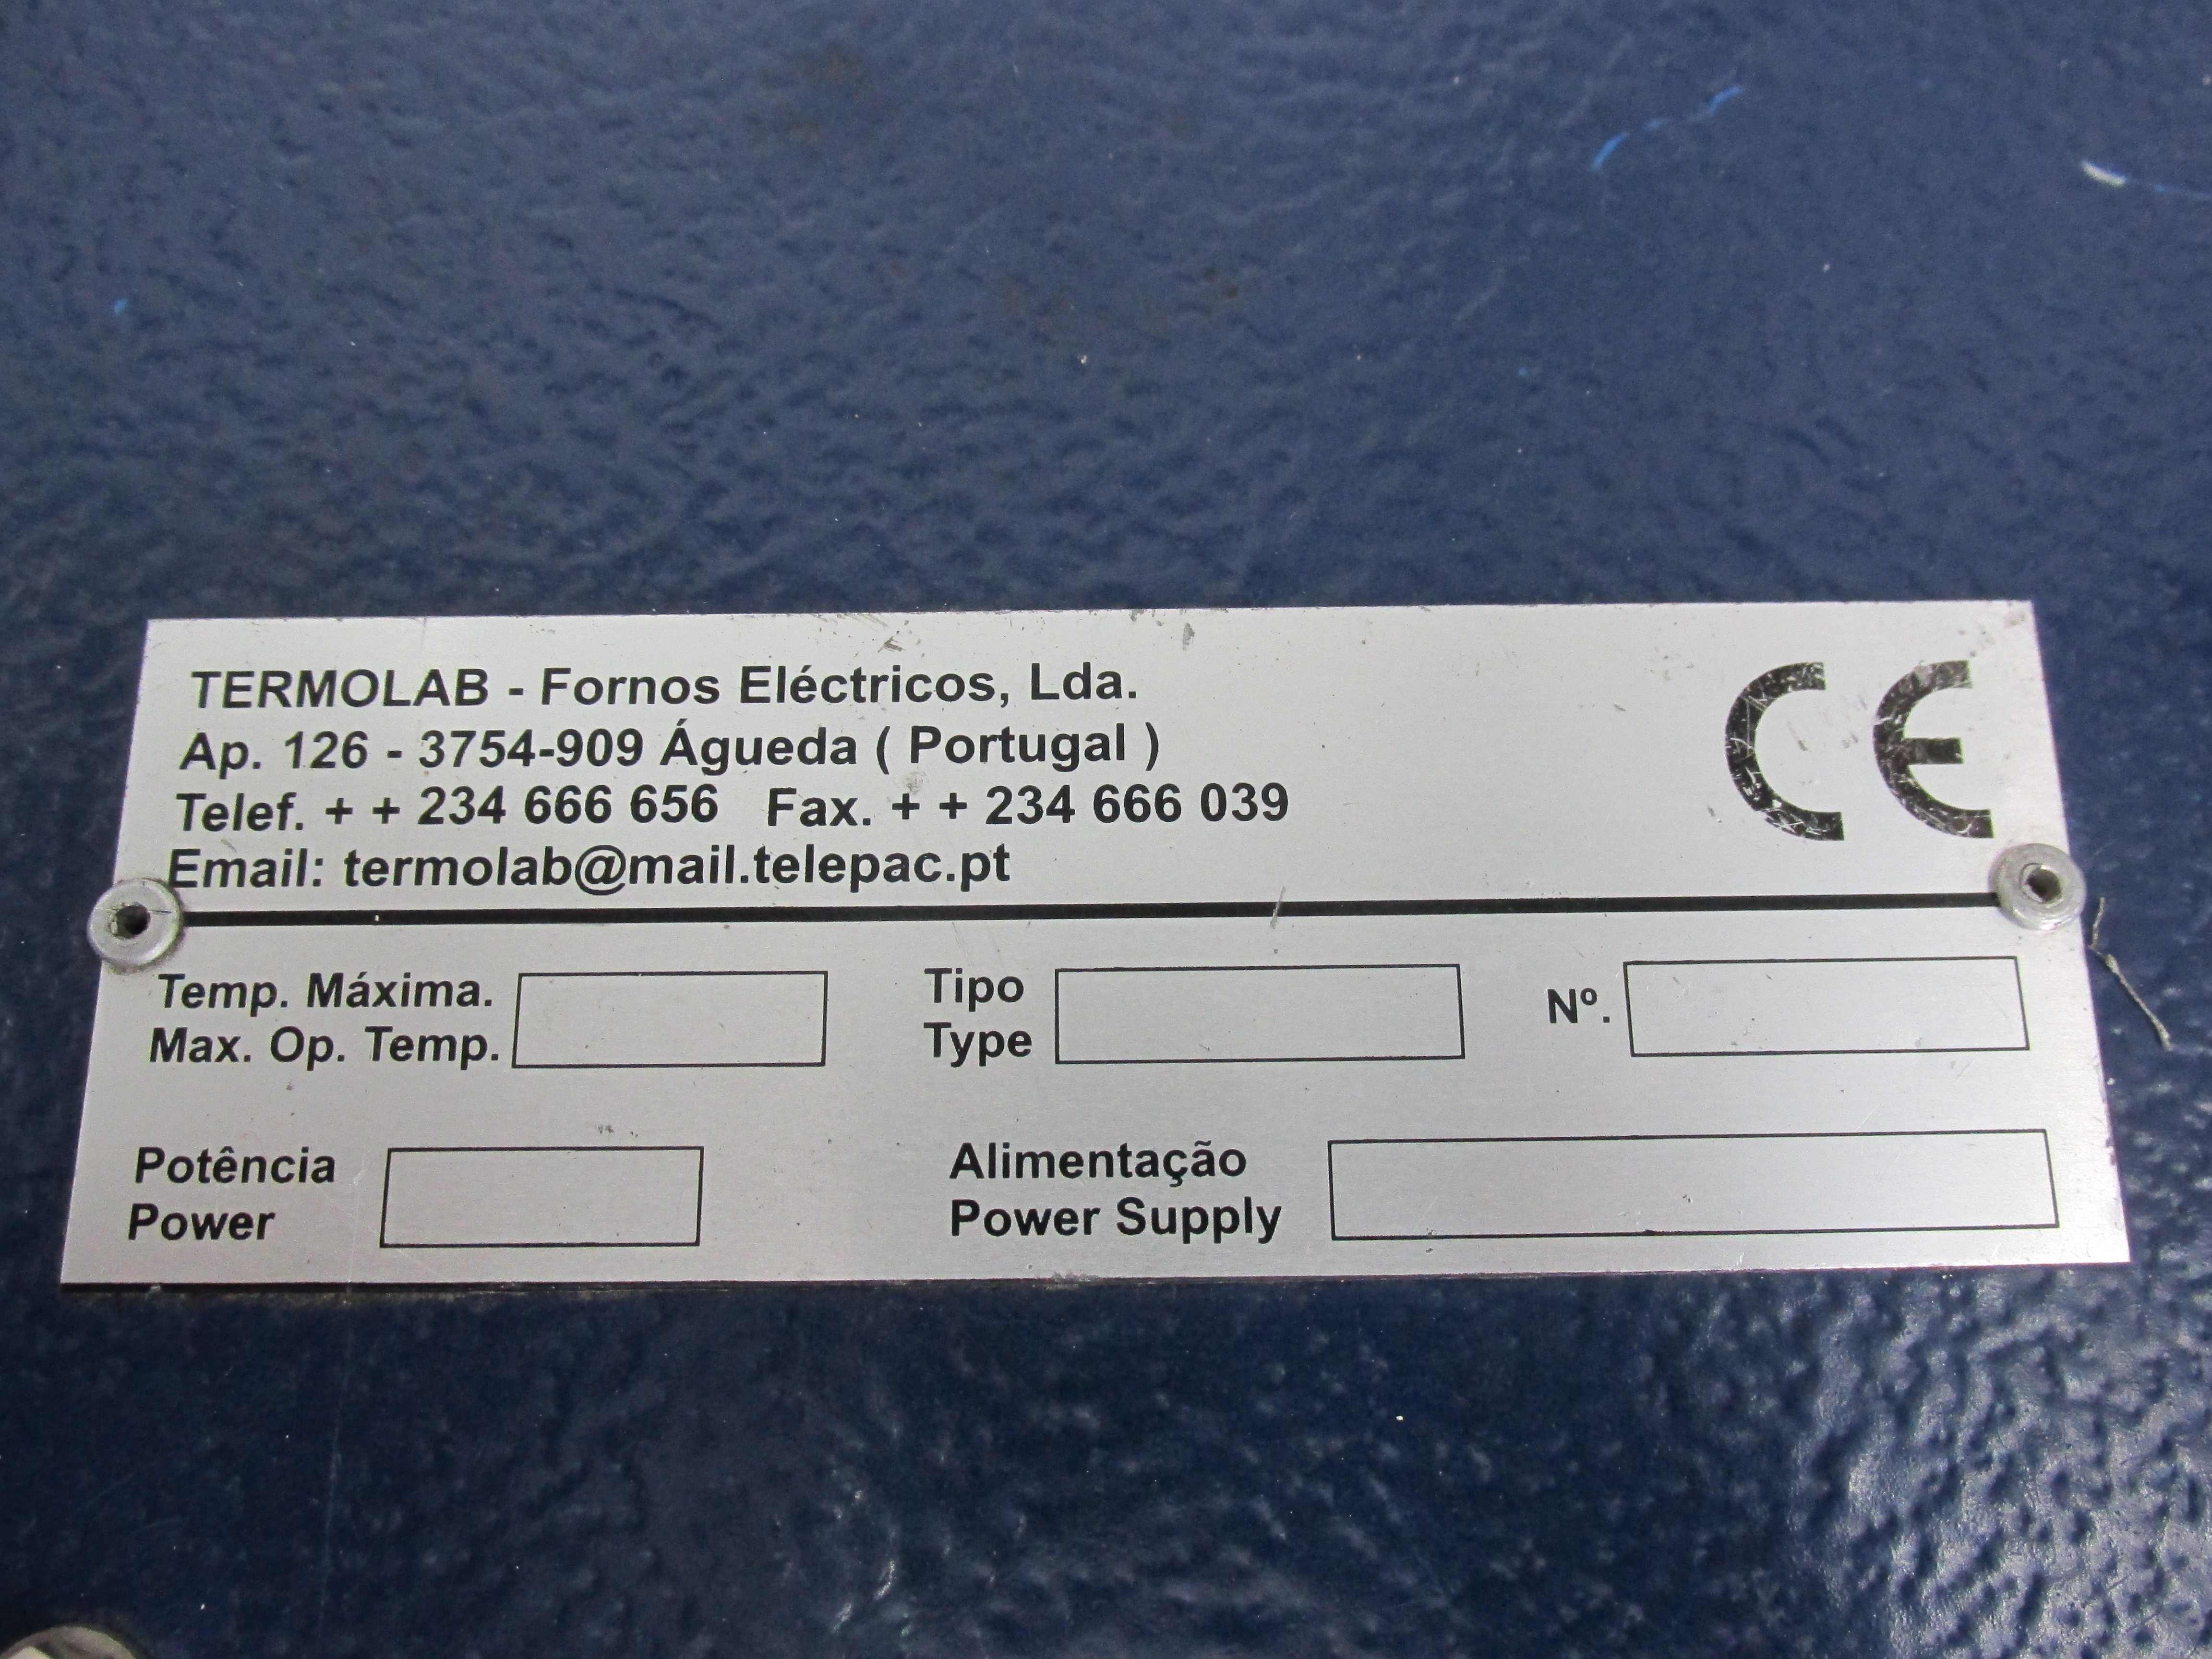 TERMOLAB - Fornos Eléctricos, Lda.
Ap. 126 - 3754-909 Águeda ( Portugal )
Telef. + + 234 666 656 Fax. + + 234 666 039
Email: termolab@mail.telepac.pt
CE
Temp. Máxima.
Max. Op. Temp.
Tipo
Type
Nº.
Potência
Power
Alimentação
Power Supply